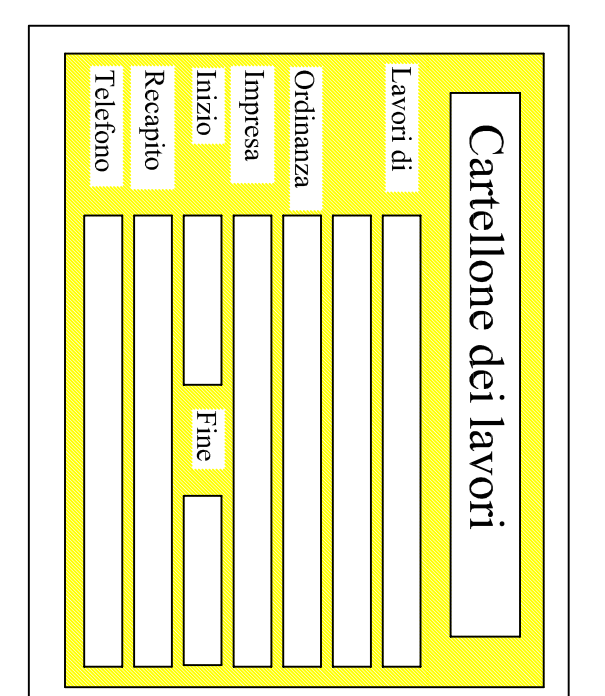 Cartellone dei lavori
Lavori di
Ordinanza
Impresa
Inizio Fine
Recapito
Telefono